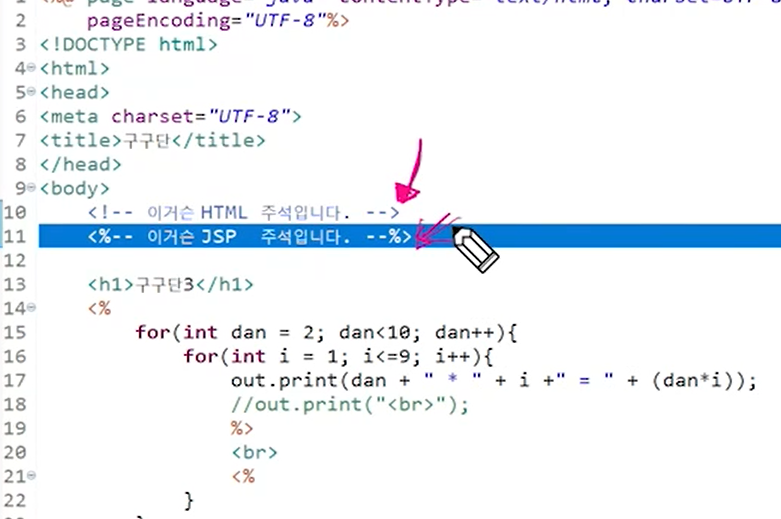 1 <%@ page language="java" contentType="text/html; charset=UTF-8"
2 pageEncoding="UTF-8"%>
3 <!DOCTYPE html>
4 <html>
5 <head>
6 <meta charset="UTF-8">
7 <title>구구단</title>
8 </head>
9 <body>
10 <!-- 이거슨 HTML 주석입니다. -->
11 <%-- 이거슨 JSP 주석입니다. --%>
12
13 <h1>구구단3</h1>
14 <%
15 for(int dan = 2; dan<10; dan++){
16 for(int i = 1; i<=9; i++){
17 out.print(dan + " * " + i +" = " + (dan*i));
18 //out.print("<br>");
19 %>
20 <br>
21 <%
22 }
}